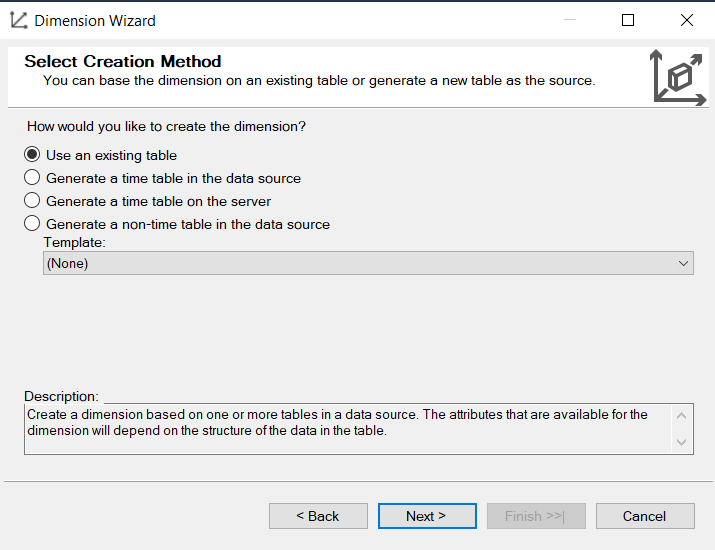 Dimension Wizard
Select Creation Method
You can base the dimension on an existing table or generate a new table as the source.
How would you like to create the dimension?
Use an existing table
Generate a time table in the data source
Generate a time table on the server
Generate a non-time table in the data source
Template:
(None)
Description:
Create a dimension based on one or more tables in a data source. The attributes that are available for the
dimension will depend on the structure of the data in the table.
< Back
Next >
Finish >>|
Cancel